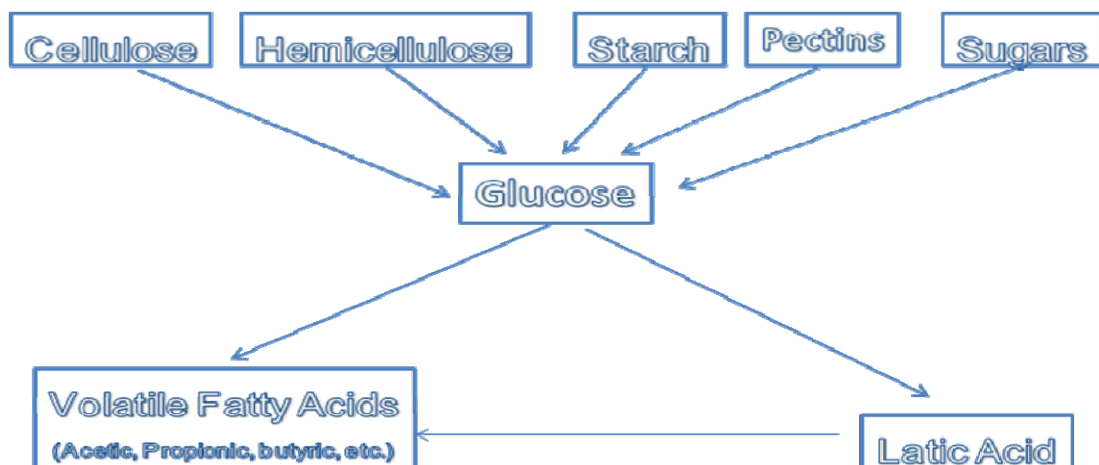 Cellulose
Hemicellulose
Starch
Pectins
Sugars
Glucose
Volatile Fatty Acids
(Acetic, Propionic, butyric, etc.)
Latic Acid